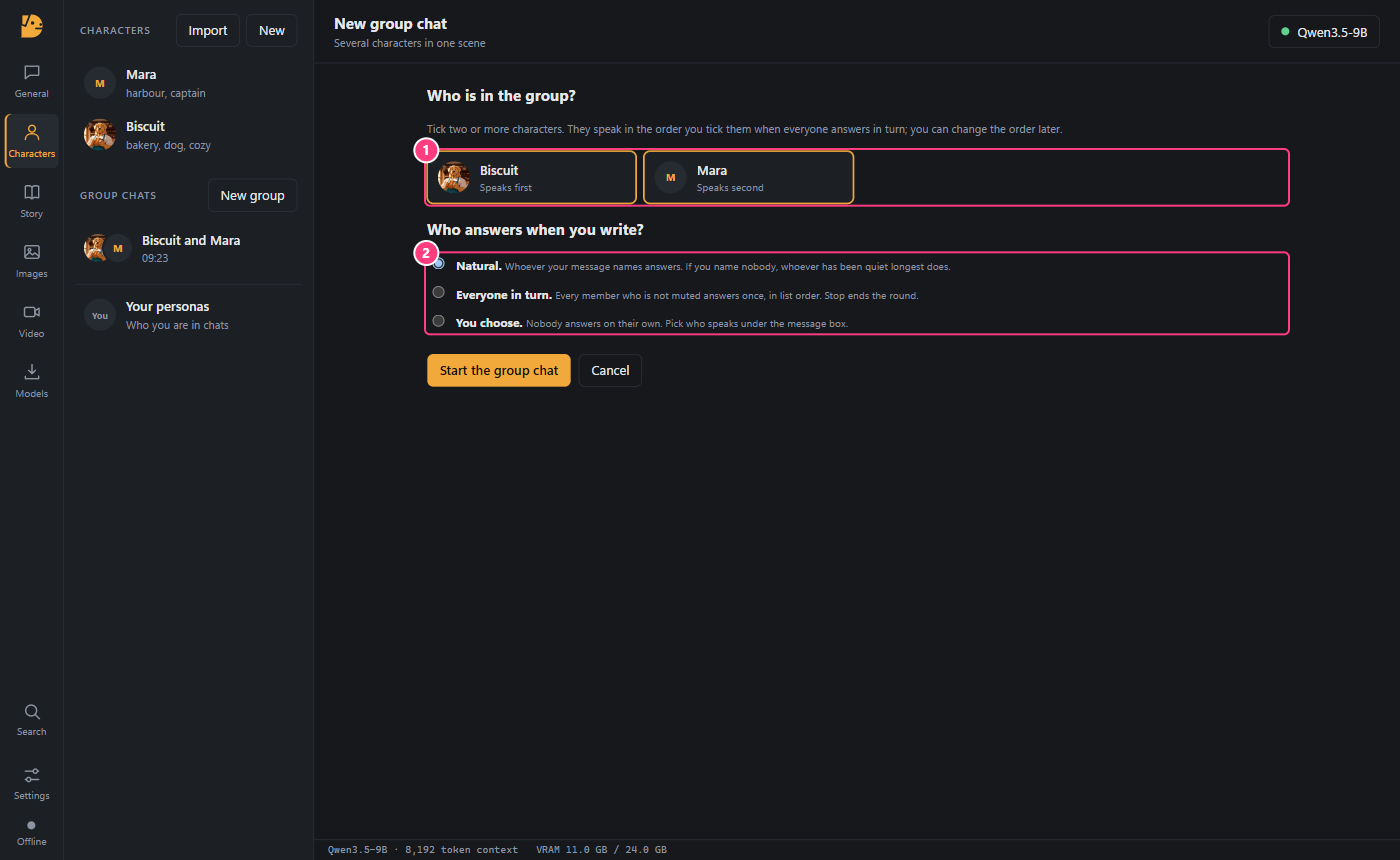 General
Characters
Story
Images
Video
Models
Search
Settings
Offline
CHARACTERS
Import
New
M
Mara
harbour, captain
Biscuit
bakery, dog, cozy
GROUP CHATS
New group
M
Biscuit and Mara
09:23
You
Your personas
Who you are in chats
New group chat
Several characters in one scene
Qwen3.5-9B
Who is in the group?
Tick two or more characters. They speak in the order you tick them when everyone answers in turn; you can change the order later.
1
Biscuit
Speaks first
M
Mara
Speaks second
Who answers when you write?
2
Natural. Whoever your message names answers. If you name nobody, whoever has been quiet longest does.
Everyone in turn. Every member who is not muted answers once, in list order. Stop ends the round.
You choose. Nobody answers on their own. Pick who speaks under the message box.
Start the group chat
Cancel
Qwen3.5-9B · 8,192 token context VRAM 11.0 GB / 24.0 GB